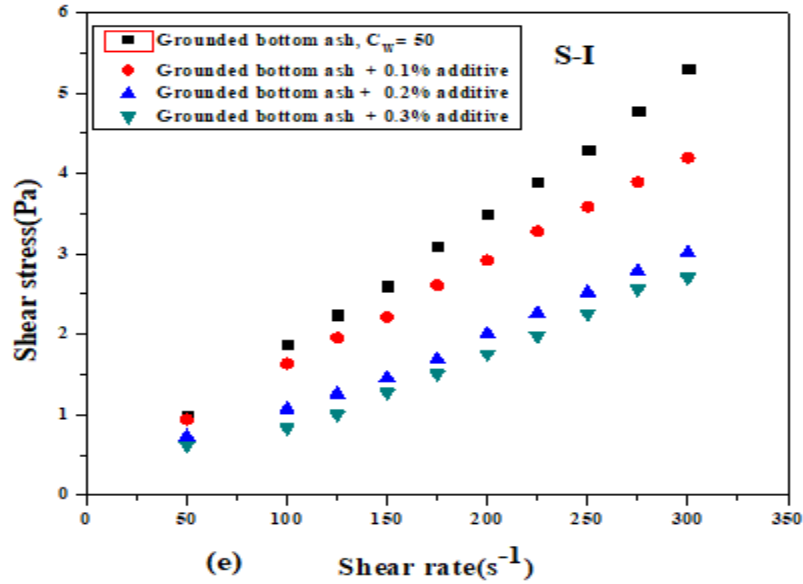 6
5
4
3
2
1
0
Shear stress(Pa)
Grounded bottom ash, CW= 50
Grounded bottom ash + 0.1% additive
Grounded bottom ash + 0.2% additive
Grounded bottom ash + 0.3% additive
S-I
0 50 100 150 200 250 300 350
(e) Shear rate(s-1)